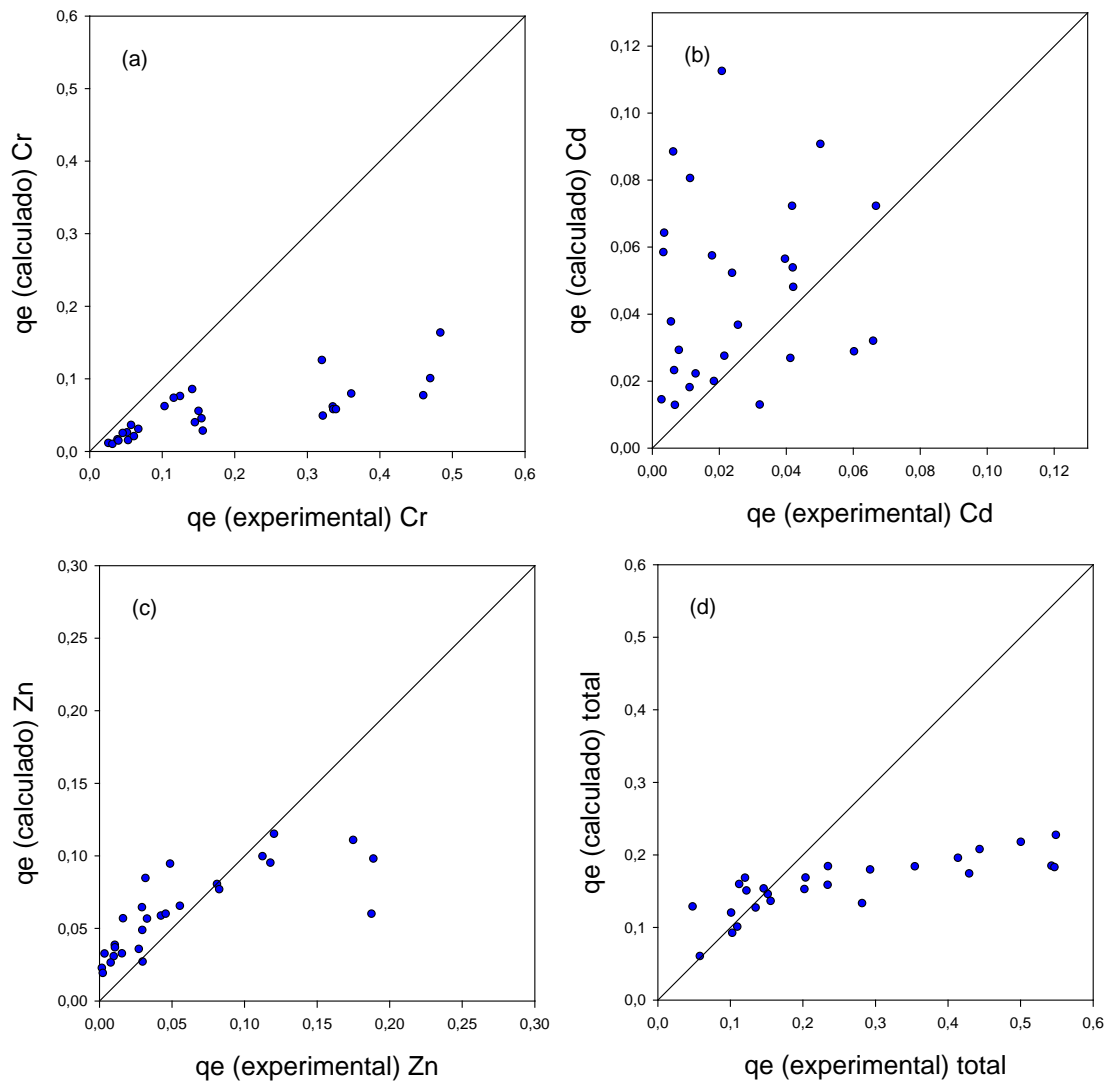 (a)
qe (calculado) Cr
0,6
0,5
0,4
0,3
0,2
0,1
0,0
0,0 0,1 0,2 0,3 0,4 0,5 0,6
qe (experimental) Cr
(b)
qe (calculado) Cd
0,12
0,10
0,08
0,06
0,04
0,02
0,00
0,00 0,02 0,04 0,06 0,08 0,10 0,12
qe (experimental) Cd
(c)
qe (calculado) Zn
0,30
0,25
0,20
0,15
0,10
0,05
0,00
0,00 0,05 0,10 0,15 0,20 0,25 0,30
qe (experimental) Zn
(d)
qe (calculado) total
0,6
0,5
0,4
0,3
0,2
0,1
0,0
0,0 0,1 0,2 0,3 0,4 0,5 0,6
qe (experimental) total